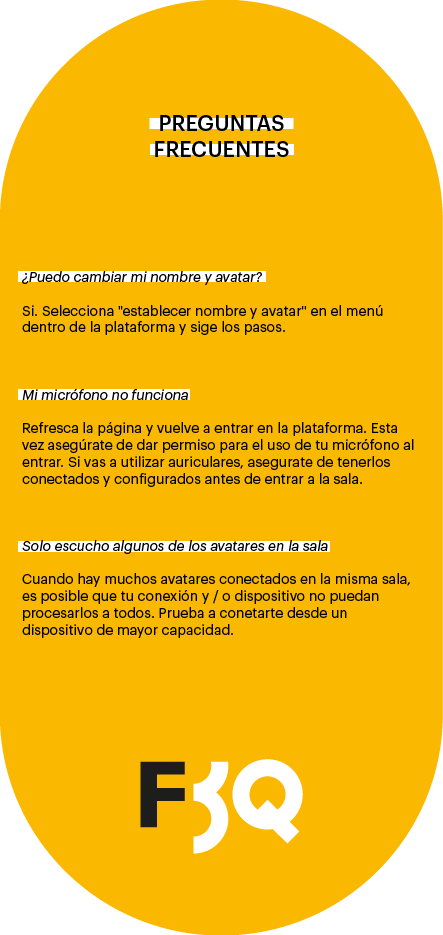 PREGUNTAS
FRECUENTES
¿Puedo cambiar mi nombre y avatar?
Si. Selecciona "establecer nombre y avatar" en el menú
dentro de la plataforma y sige los pasos.
Mi micrófono no funciona
Refresca la página y vuelve a entrar en la plataforma. Esta
vez asegúrate de dar permiso para el uso de tu micrófono al
entrar. Si vas a utilizar auriculares, asegurate de tenerlos
conectados y configurados antes de entrar a la sala.
Solo escucho algunos de los avatares en la sala
Cuando hay muchos avatares conectados en la misma sala,
es posible que tu conexión y / o dispositivo no puedan
procesarlos a todos. Prueba a conetarte desde un
dispositivo de mayor capacidad.
F3Q